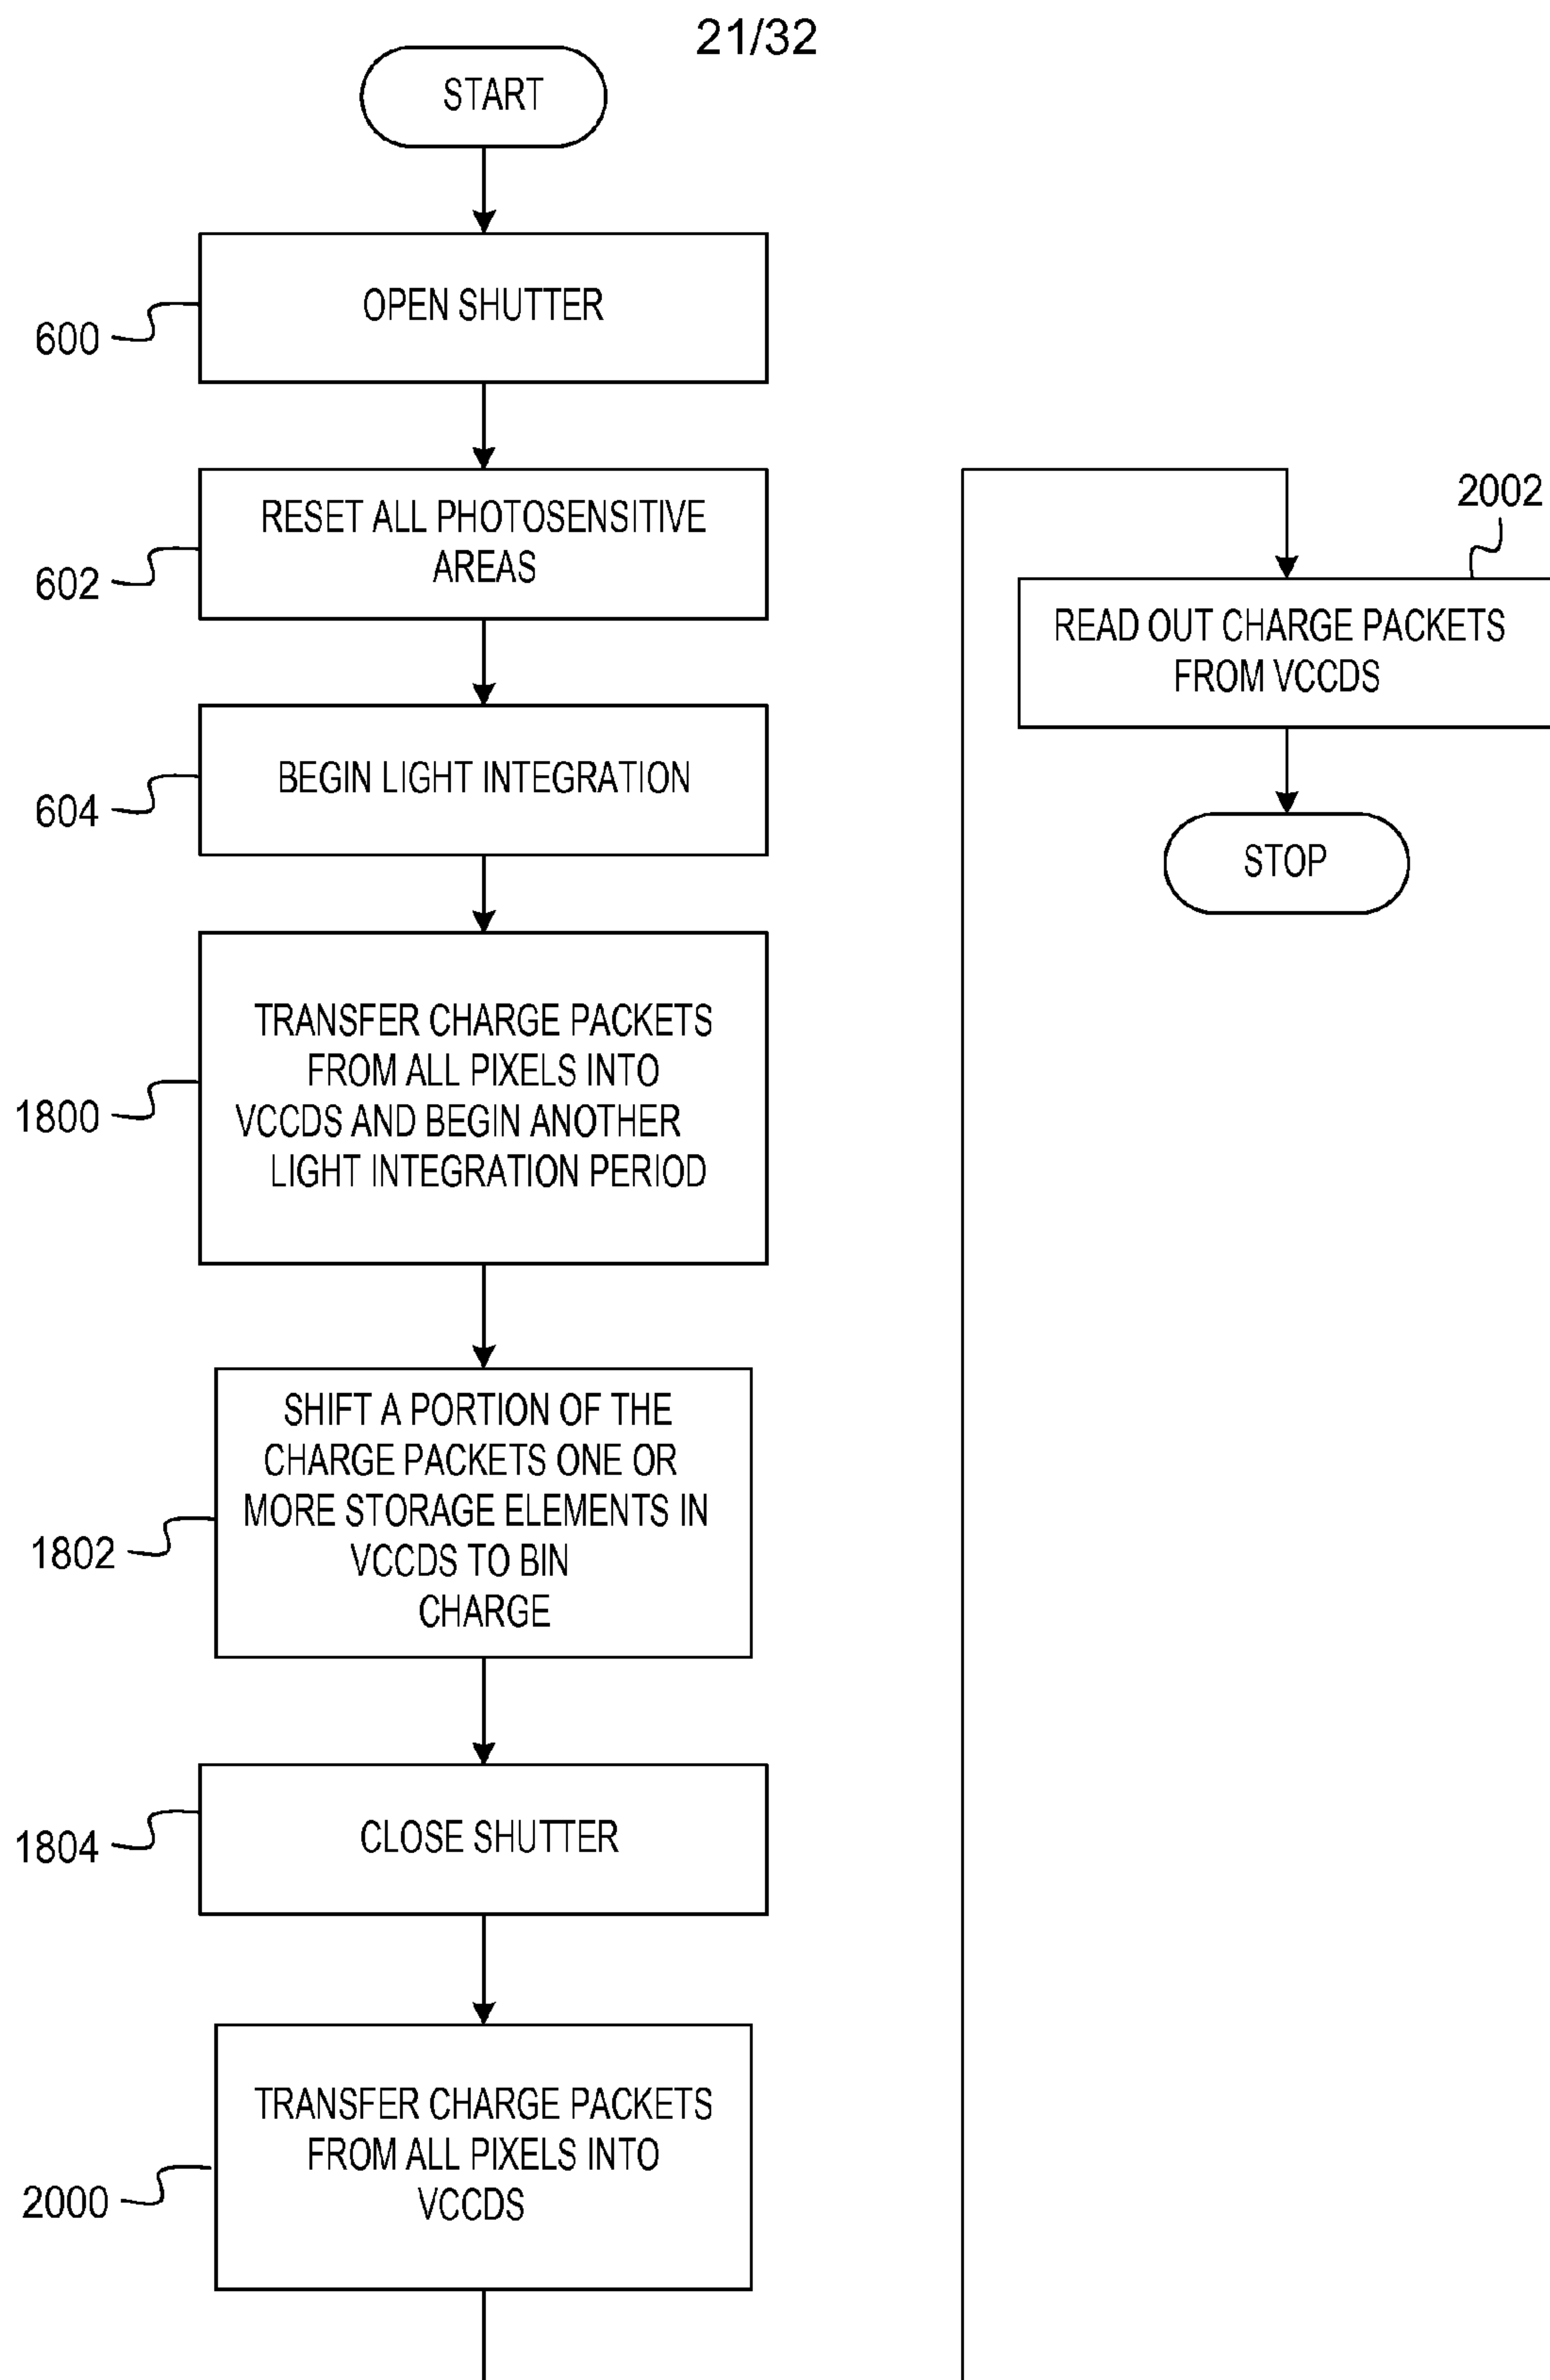 21/32
START
OPEN SHUTTER
600
RESET ALL PHOTOSENSITIVE
AREAS
602
BEGIN LIGHT INTEGRATION
604
TRANSFER CHARGE PACKETS
FROM ALL PIXELS INTO
VCCDS AND BEGIN ANOTHER
LIGHT INTEGRATION PERIOD
1800
SHIFT A PORTION OF THE
CHARGE PACKETS ONE OR
MORE STORAGE ELEMENTS IN
VCCDS TO BIN
CHARGE
1802
CLOSE SHUTTER
1804
TRANSFER CHARGE PACKETS
FROM ALL PIXELS INTO
VCCDS
2000
2002
READ OUT CHARGE PACKETS
FROM VCCDS
STOP